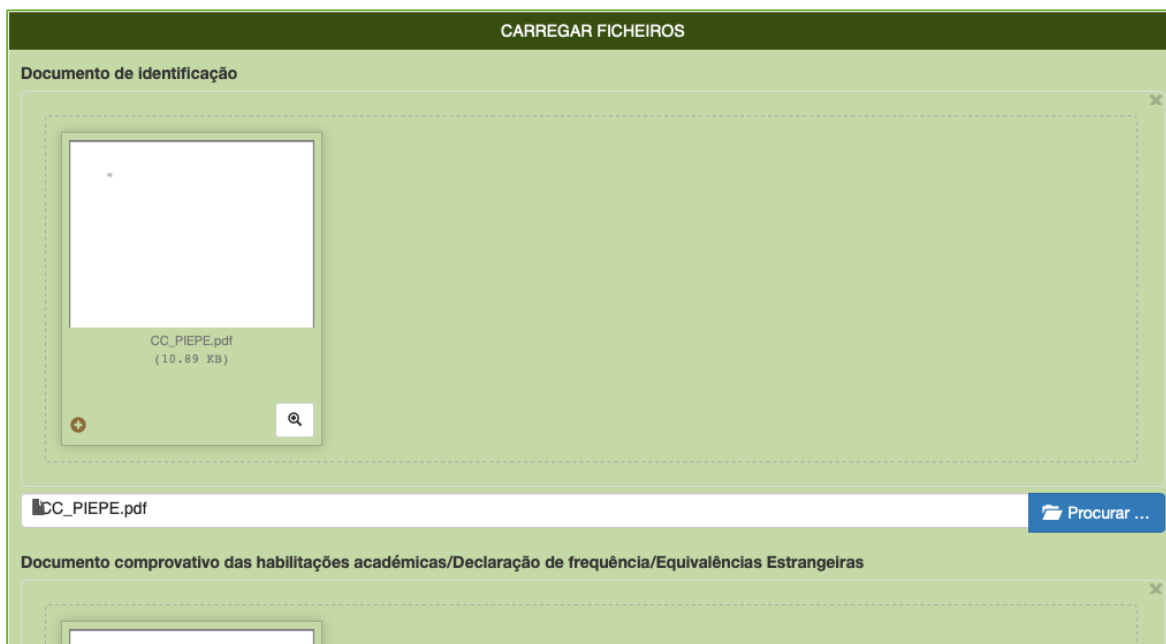 CARREGAR FICHEIROS
Documento de identificação
CC_PIEPE.pdf
(10.89 KB)
CC_PIEPE.pdf
Procurar ...
Documento comprovativo das habilitações académicas/Declaração de frequência/Equivalências Estrangeiras